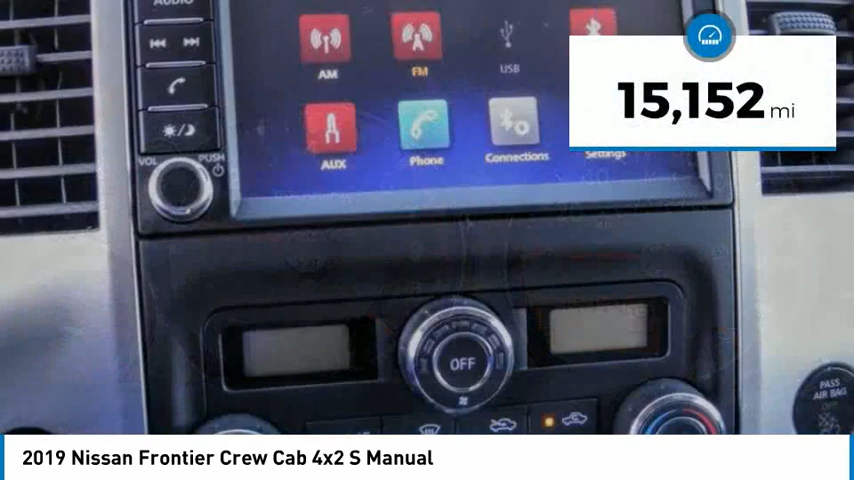 AUDIO
AM
FM
USB
15,152 mi
AUX
Phone
Connections
Settings
VOL
PUSH
OFF
PASS
AIR BAG
2019 Nissan Frontier Crew Cab 4x2 S Manual